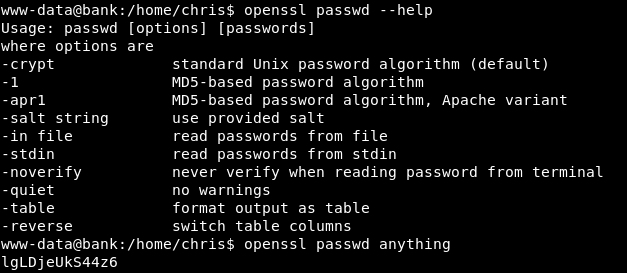 www-data@bank:/home/chris$ openssl passwd --help
Usage: passwd [options] [passwords]
where options are
-crypt             standard Unix password algorithm (default)
-1                 MD5-based password algorithm
-apr1              MD5-based password algorithm, Apache variant
-salt string       use provided salt
-in file           read passwords from file
-stdin             read passwords from stdin
-noverify          never verify when reading password from terminal
-quiet             no warnings
-table             format output as table
-reverse           switch table columns
www-data@bank:/home/chris$ openssl passwd anything
lgLDjeUkS44z6